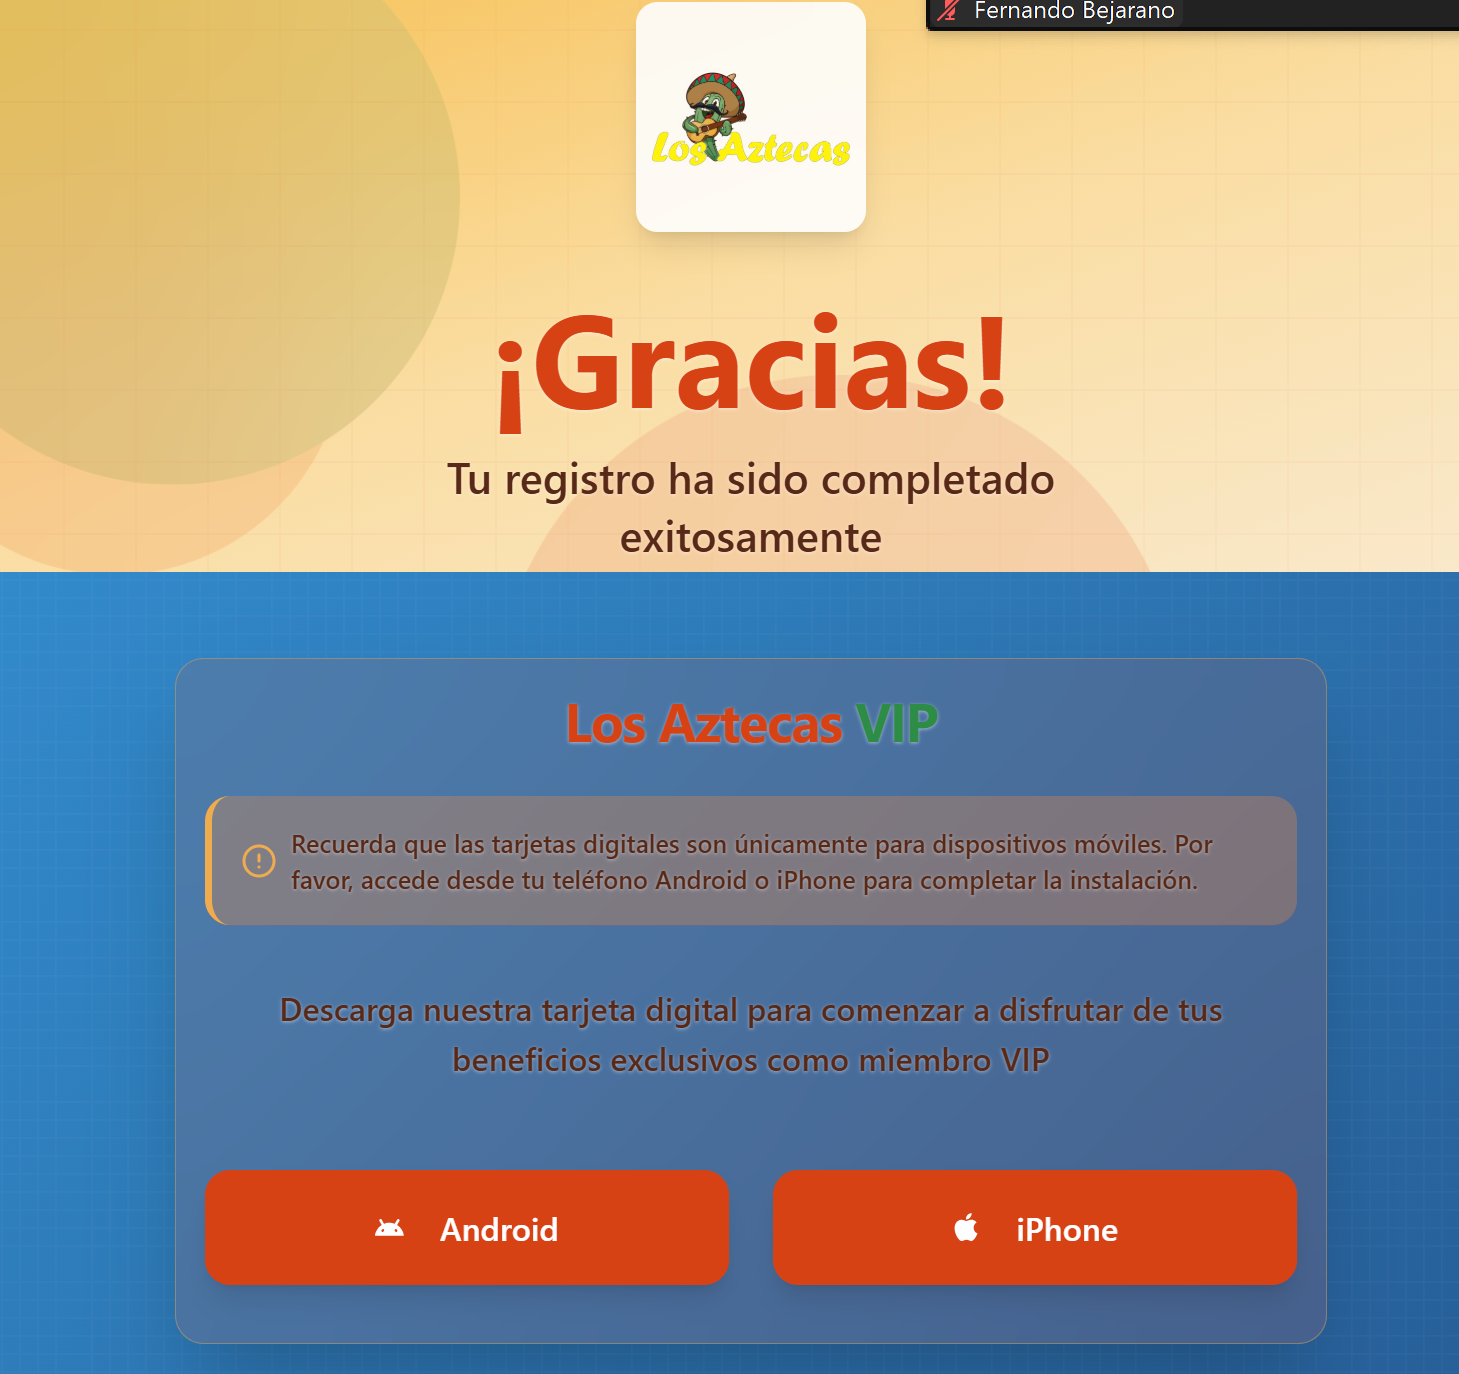 Fernando Bejarano
Los Aztecas
¡Gracias!
Tu registro ha sido completado
exitosamente
Los Aztecas VIP
Recuerda que las tarjetas digitales son únicamente para dispositivos móviles. Por
favor, accede desde tu teléfono Android o iPhone para completar la instalación.
Descarga nuestra tarjeta digital para comenzar a disfrutar de tus
beneficios exclusivos como miembro VIP
Android
iPhone